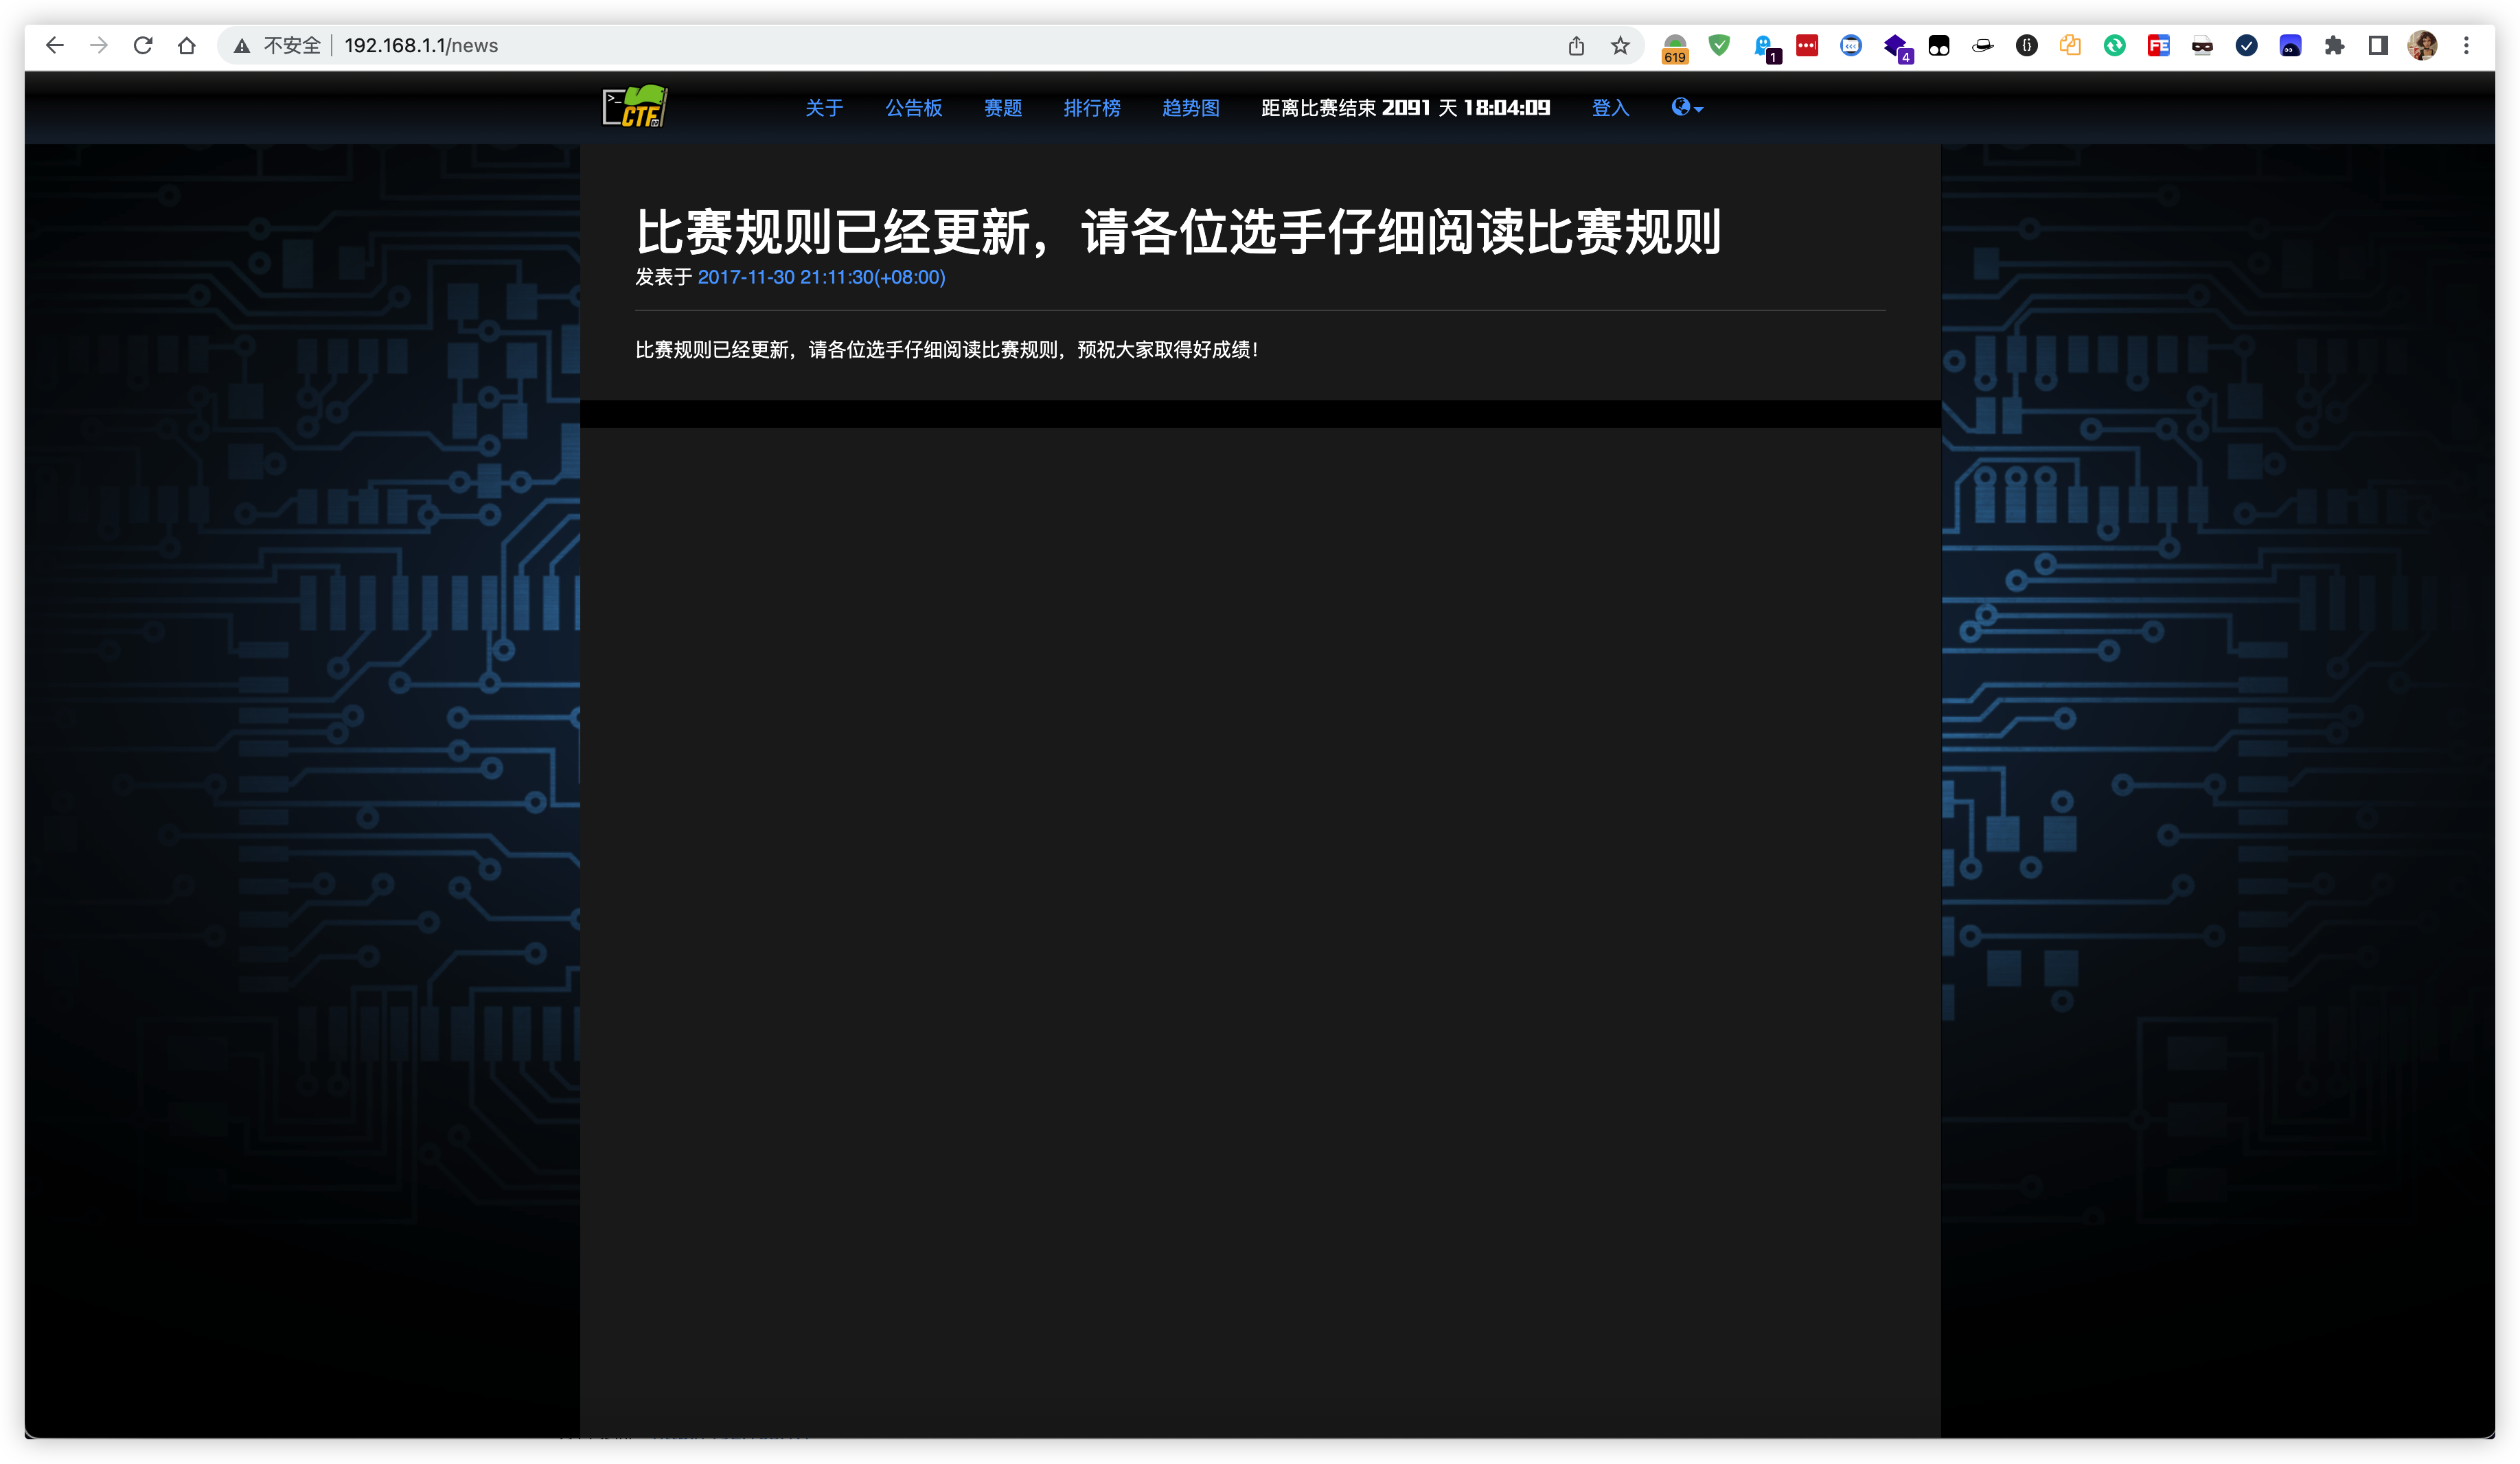 不安全 192.168.1.1/news
619 1 4 FE
>_ CTF
关于 公告板 赛题 排行榜 趋势图 距离比赛结束 2091 天 18:04:09 登入
比赛规则已经更新，请各位选手仔细阅读比赛规则
发表于 2017-11-30 21:11:30(+08:00)
比赛规则已经更新，请各位选手仔细阅读比赛规则，预祝大家取得好成绩！